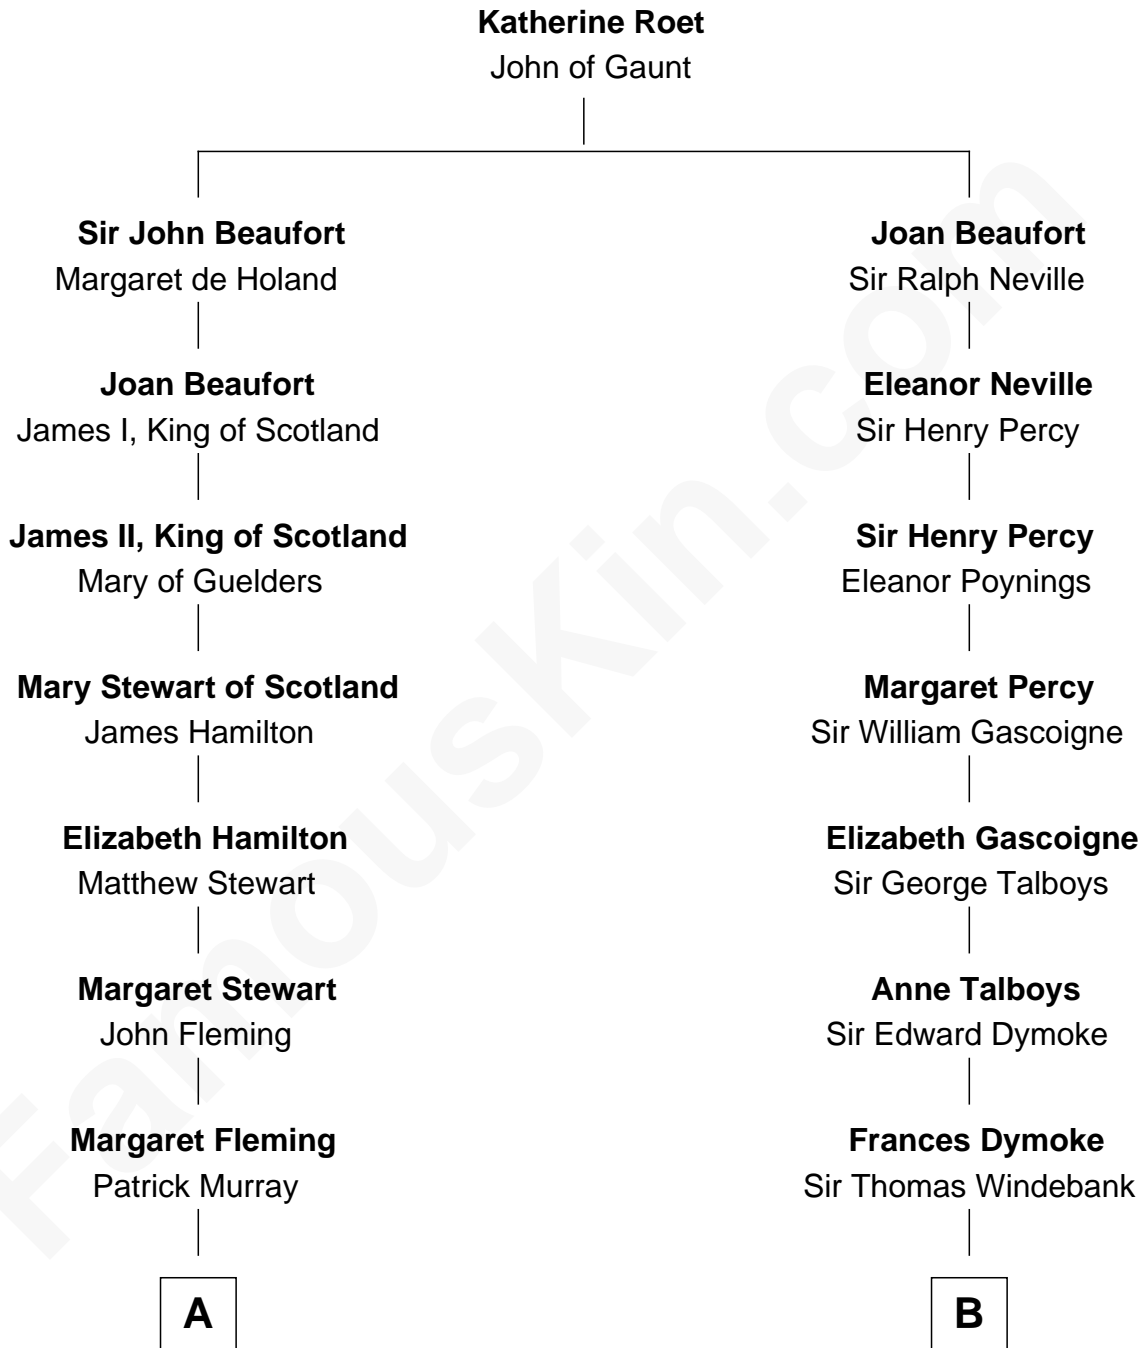 Katherine Roet
John of Gaunt
Sir John Beaufort
Margaret de Holand
Joan Beaufort
James I, King of Scotland
James II, King of Scotland
Mary of Guelders
Mary Stewart of Scotland
James Hamilton
Elizabeth Hamilton
Matthew Stewart
Margaret Stewart
John Fleming
Margaret Fleming
Patrick Murray
A
Joan Beaufort
Sir Ralph Neville
Eleanor Neville
Sir Henry Percy
Sir Henry Percy
Eleanor Poynings
Margaret Percy
Sir William Gascoigne
Elizabeth Gascoigne
Sir George Talboys
Anne Talboys
Sir Edward Dymoke
Frances Dymoke
Sir Thomas Windebank
B
FamousKin.com